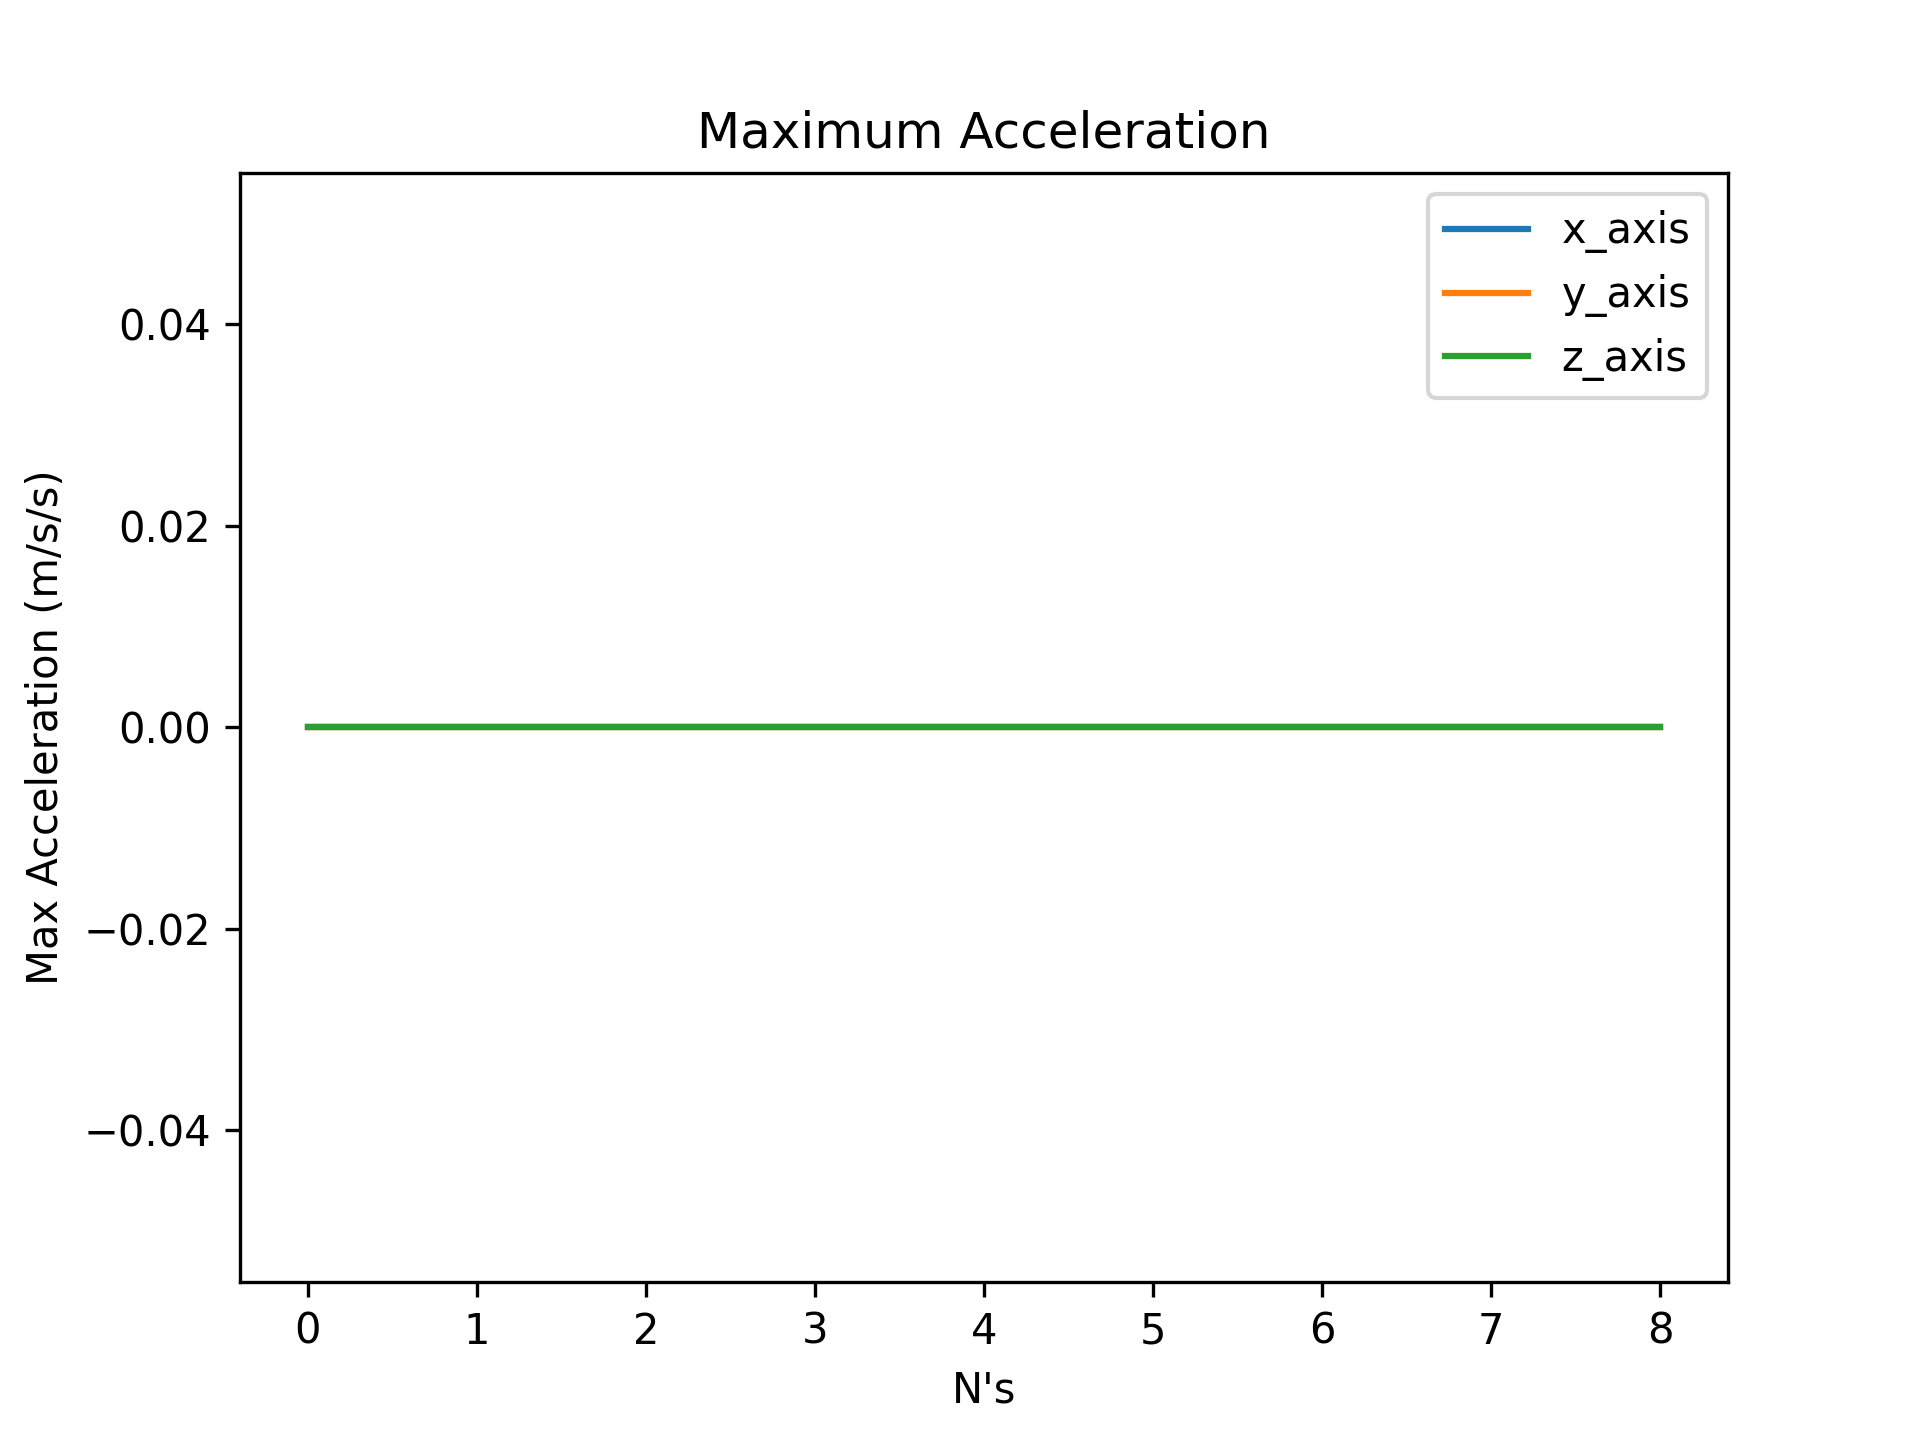 Maximum Acceleration
x_axis
y_axis
z_axis
Max Acceleration (m/s/s)
0.04
0.02
0.00
−0.02
−0.04
0 1 2 3 4 5 6 7 8
N's